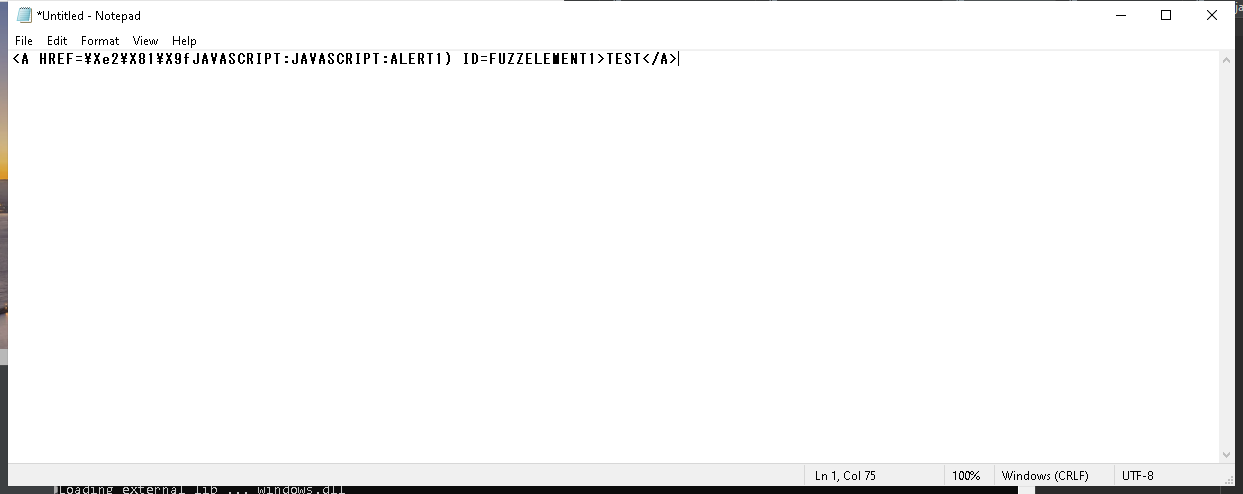 *Untitled - Notepad
File Edit Format View Help
<A HREF=¥Xe2¥X81¥X9fJAVASCRIPT:JAVASCRIPT:ALERT1) ID=FUZZELEMENT1>TEST</A>
Ln 1, Col 75 100% Windows (CRLF) UTF-8
Loading external lib ... windows.dll